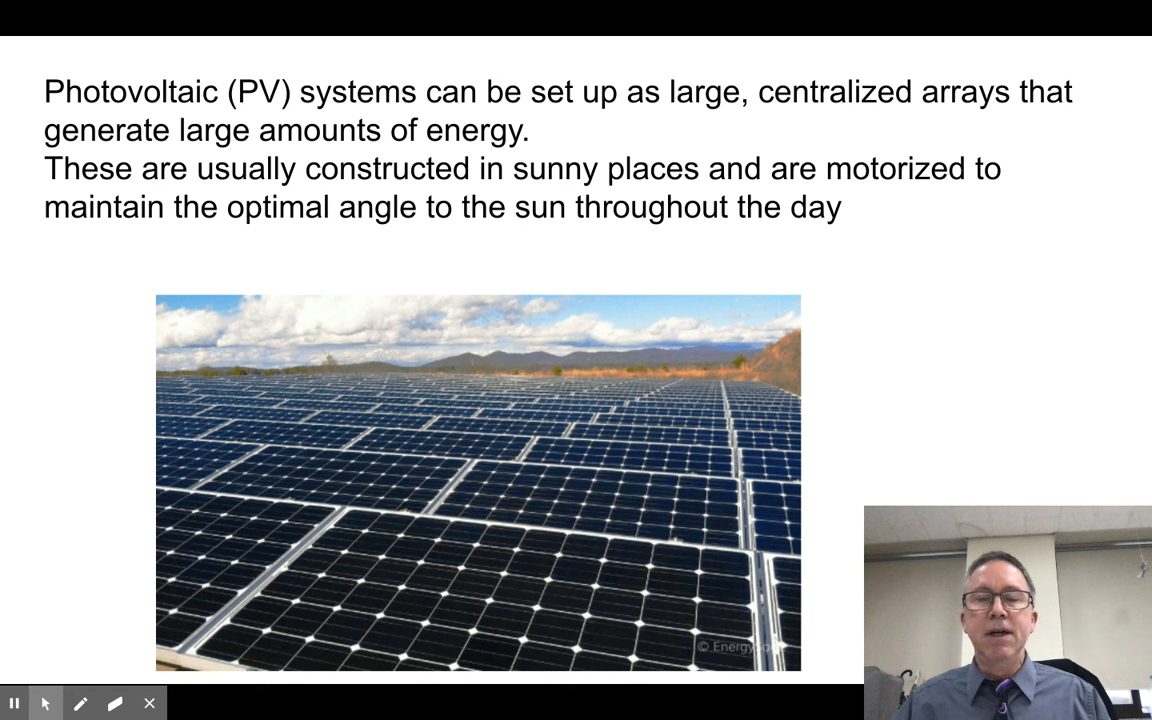 Photovoltaic (PV) systems can be set up as large, centralized arrays that
generate large amounts of energy.
These are usually constructed in sunny places and are motorized to
maintain the optimal angle to the sun throughout the day
©